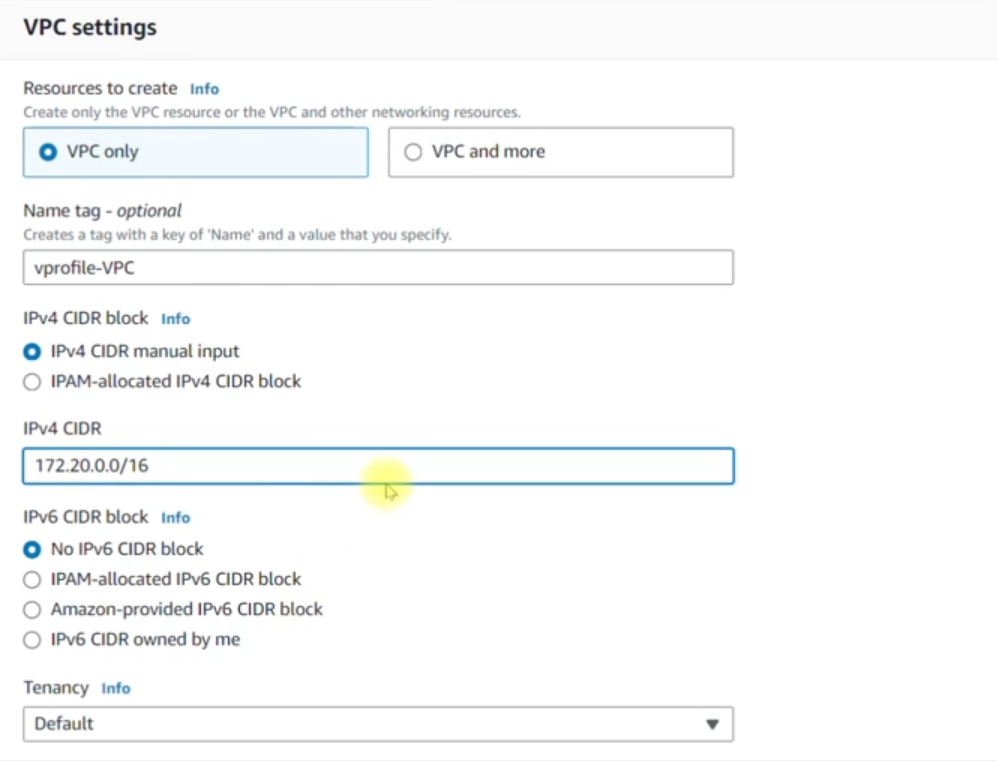 VPC settings
Resources to create Info
Create only the VPC resource or the VPC and other networking resources.
VPC only
VPC and more
Name tag - optional
Creates a tag with a key of 'Name' and a value that you specify.
vprofile-VPC
IPv4 CIDR block Info
IPv4 CIDR manual input
IPAM-allocated IPv4 CIDR block
IPv4 CIDR
172.20.0.0/16
IPv6 CIDR block Info
No IPv6 CIDR block
IPAM-allocated IPv6 CIDR block
Amazon-provided IPv6 CIDR block
IPv6 CIDR owned by me
Tenancy Info
Default